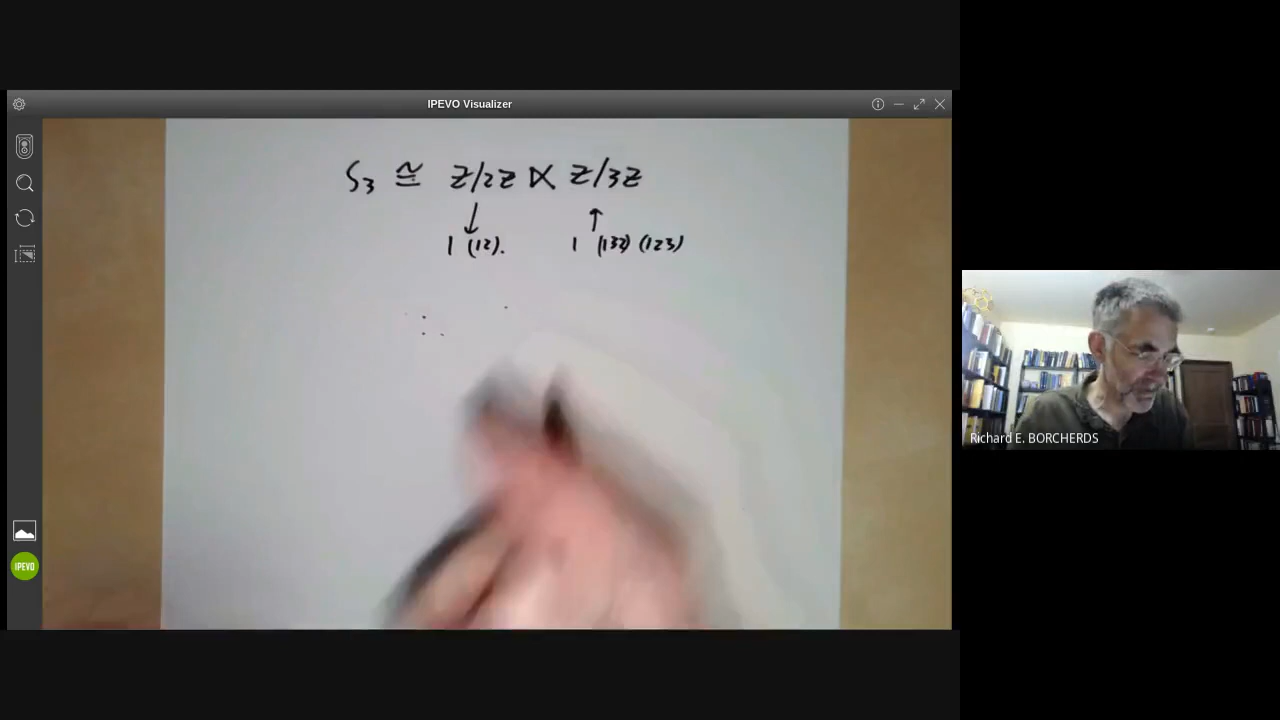 IPEVO Visualizer
S₃ ≅ Z/2Z ⋉ Z/3Z
↓ ↑
1 (12). 1 (132) (123)
IPEVO
Richard E. BORCHERDS